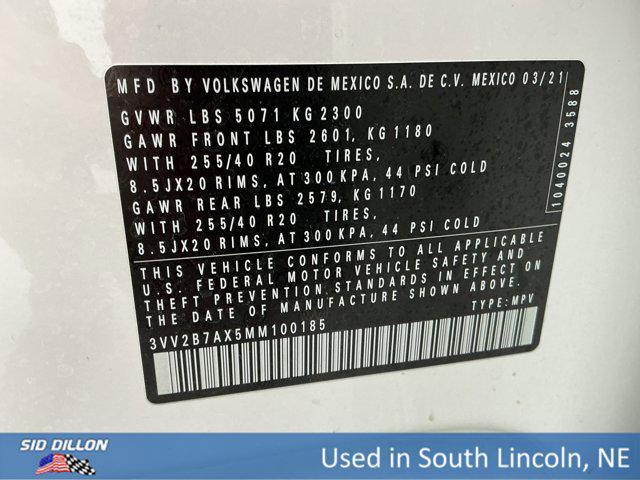 MFD BY VOLKSWAGEN DE MEXICO S.A. DE C.V. MEXICO 03/21
GVWR LBS 5071 KG 2300
GAWR FRONT LBS 2601, KG 1180
WITH 255/40 R20 TIRES,
8.5JX20 RIMS, AT 300 KPA, 44 PSI COLD
GAWR REAR LBS 2579, KG 1170
WITH 255/40 R20 TIRES,
8.5JX20 RIMS, AT 300 KPA, 44 PSI COLD
THIS VEHICLE CONFORMS TO ALL APPLICABLE
U.S. FEDERAL MOTOR VEHICLE SAFETY AND
THEFT PREVENTION STANDARDS IN EFFECT ON
THE DATE OF MANUFACTURE SHOWN ABOVE.
3VV2B7AX5MM100185 TYPE: MPV
1040024 3588
SID DILLON
Used in South Lincoln, NE